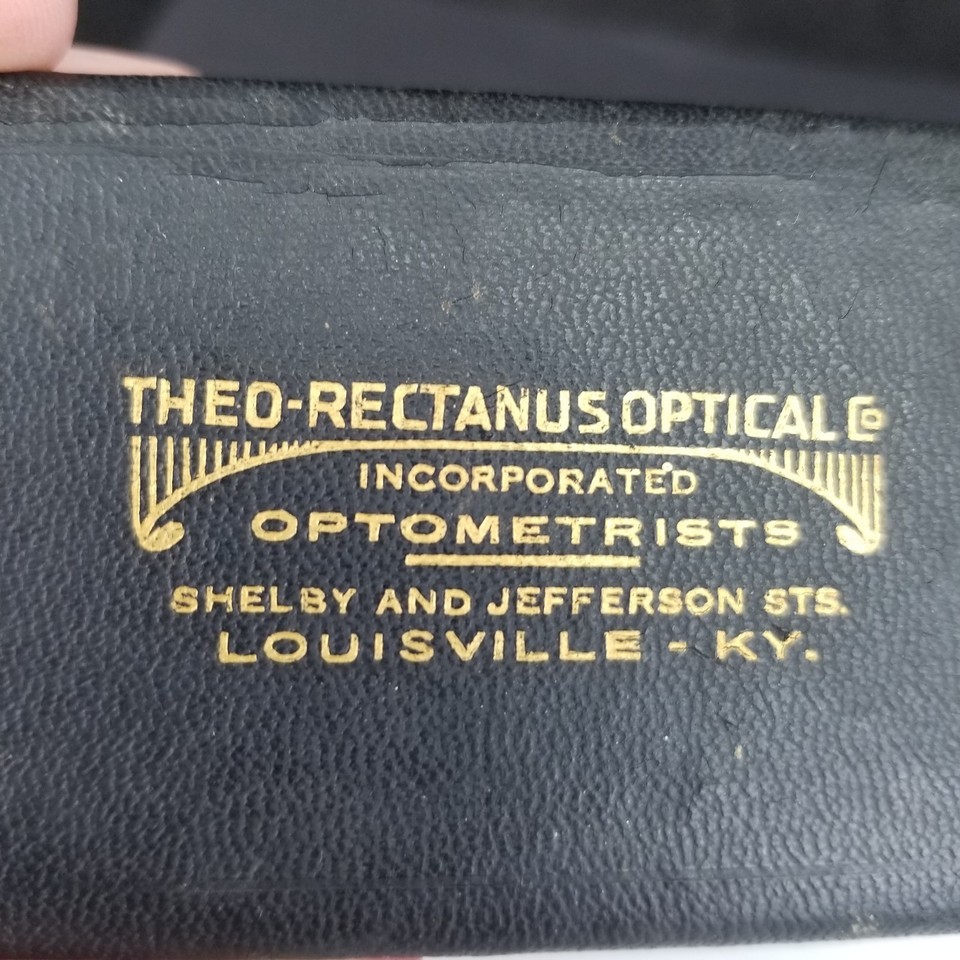 THEO-RECTANUS OPTICAL Co
INCORPORATED
OPTOMETRISTS
SHELBY AND JEFFERSON STS.
LOUISVILLE - KY.